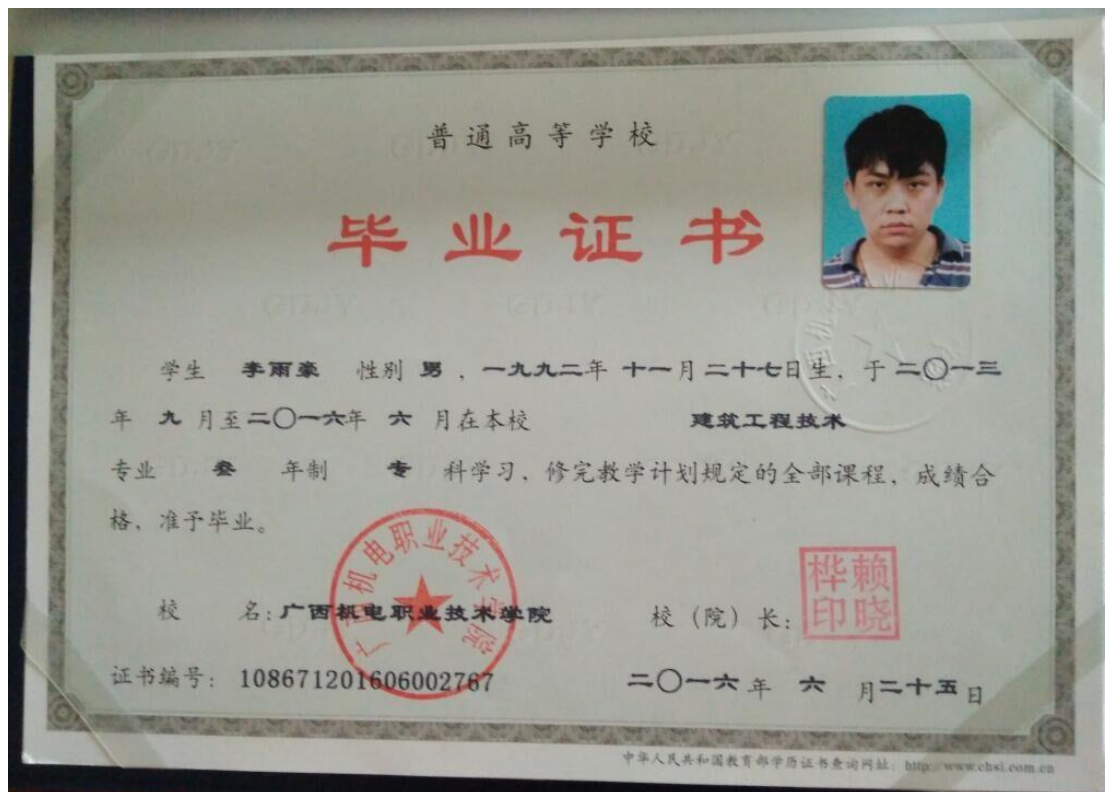 普通高等学校
毕业证书
学生 李雨豪 性别 男 ，一九九二年 十一月二十七日生，于二〇一三
年 九 月至二〇一六年 六 月在本校 建筑工程技术
专业 叁 年制 专 科学习，修完教学计划规定的全部课程，成绩合
格，准予毕业。
广西机电职业技术学院
赖晓桦印
校 名：广西机电职业技术学院 校（院）长：
证书编号：108671201606002767 二〇一六年 六 月二十五日
中华人民共和国教育部学历证书查询网址：http://www.chsi.com.cn